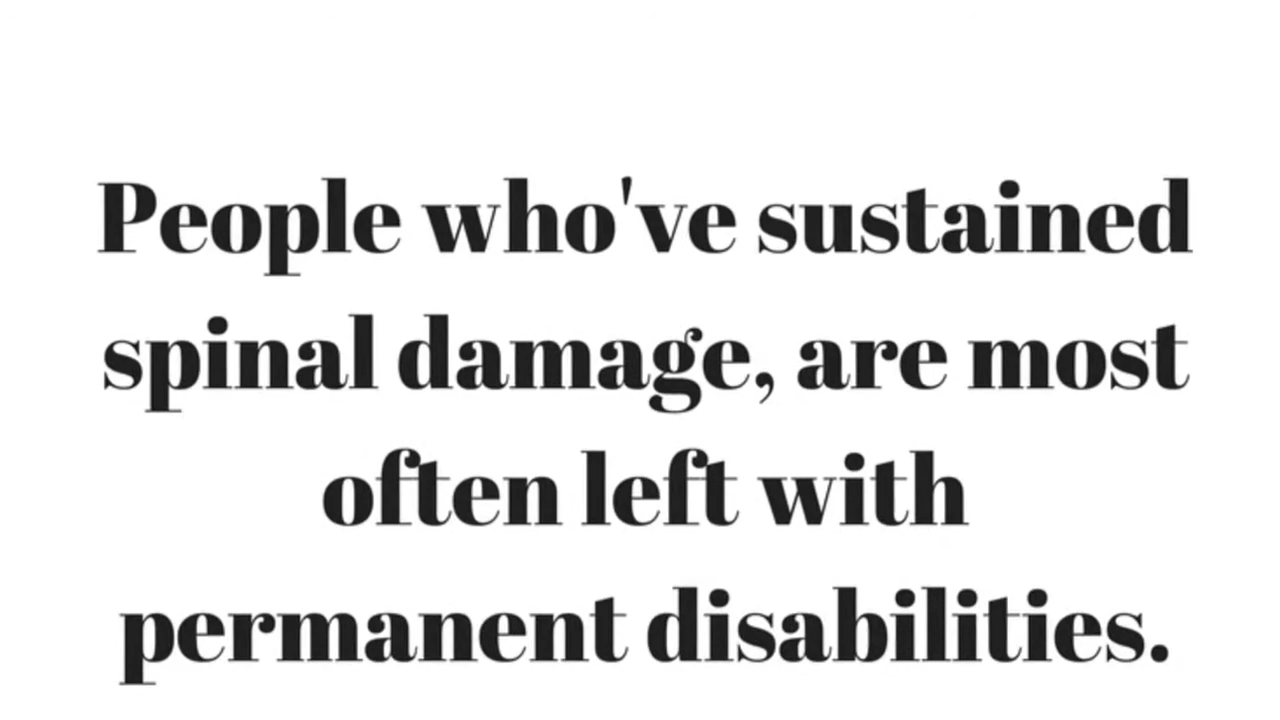 People who've sustained
spinal damage, are most
often left with
permanent disabilities.